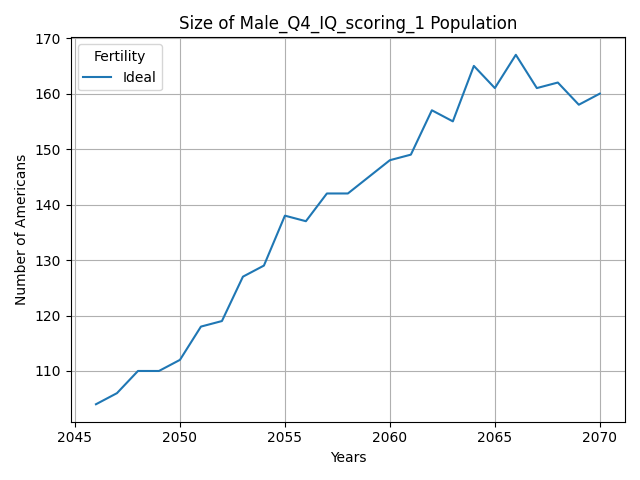 Size of Male_Q4_IQ_scoring_1 Population
Fertility
Ideal
Number of Americans
170
160
150
140
130
120
110
2045
2050
2055
2060
2065
2070
Years